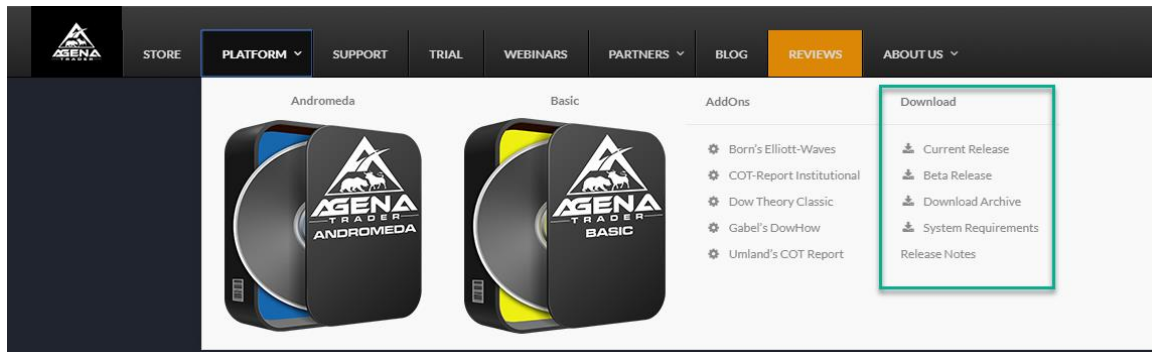 AGENA
TRADER
STORE
PLATFORM
SUPPORT
TRIAL
WEBINARS
PARTNERS
BLOG
REVIEWS
ABOUT US
Andromeda
AGENA
TRADER
ANDROMEDA
Basic
AGENA
TRADER
BASIC
AddOns
Born's Elliott-Waves
COT-Report Institutional
Dow Theory Classic
Gabel's DowHow
Umland's COT Report
Download
Current Release
Beta Release
Download Archive
System Requirements
Release Notes